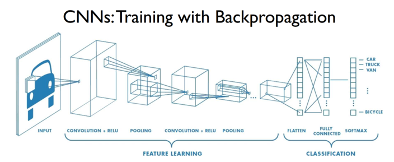 CNNs: Training with Backpropagation
CAR
TRUCK
VAN
BICYCLE
INPUT
CONVOLUTION + RELU
POOLING
CONVOLUTION + RELU
POOLING
FLATTEN
FULLY
CONNECTED
SOFTMAX
FEATURE LEARNING
CLASSIFICATION